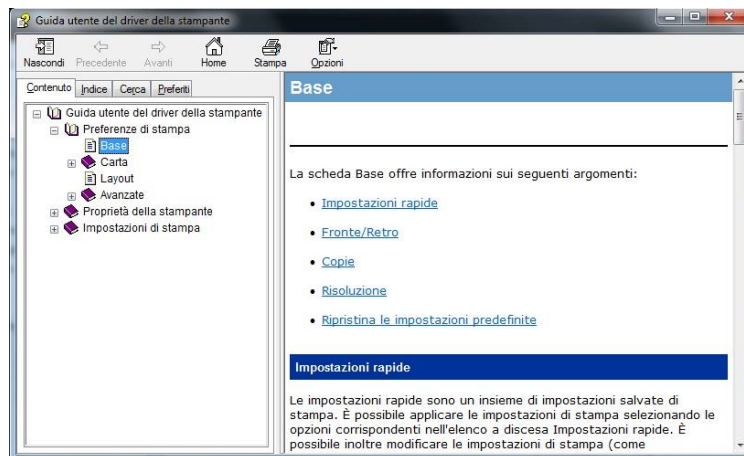 Guida utente del driver della stampante
Nascondi Precedente Avanti Home Stampa Opzioni
Contenuto Indice Cerca Preferiti
Guida utente del driver della stampante
Preferenze di stampa
Base
Carta
Layout
Avanzate
Proprietà della stampante
Impostazioni di stampa
Base
La scheda Base offre informazioni sui seguenti argomenti:
• Impostazioni rapide
• Fronte/Retro
• Copie
• Risoluzione
• Ripristina le impostazioni predefinite
Impostazioni rapide
Le impostazioni rapide sono un insieme di impostazioni salvate di
stampa. È possibile applicare le impostazioni di stampa selezionando le
opzioni corrispondenti nell'elenco a discesa Impostazioni rapide. È
possibile inoltre modificare le impostazioni di stampa (come